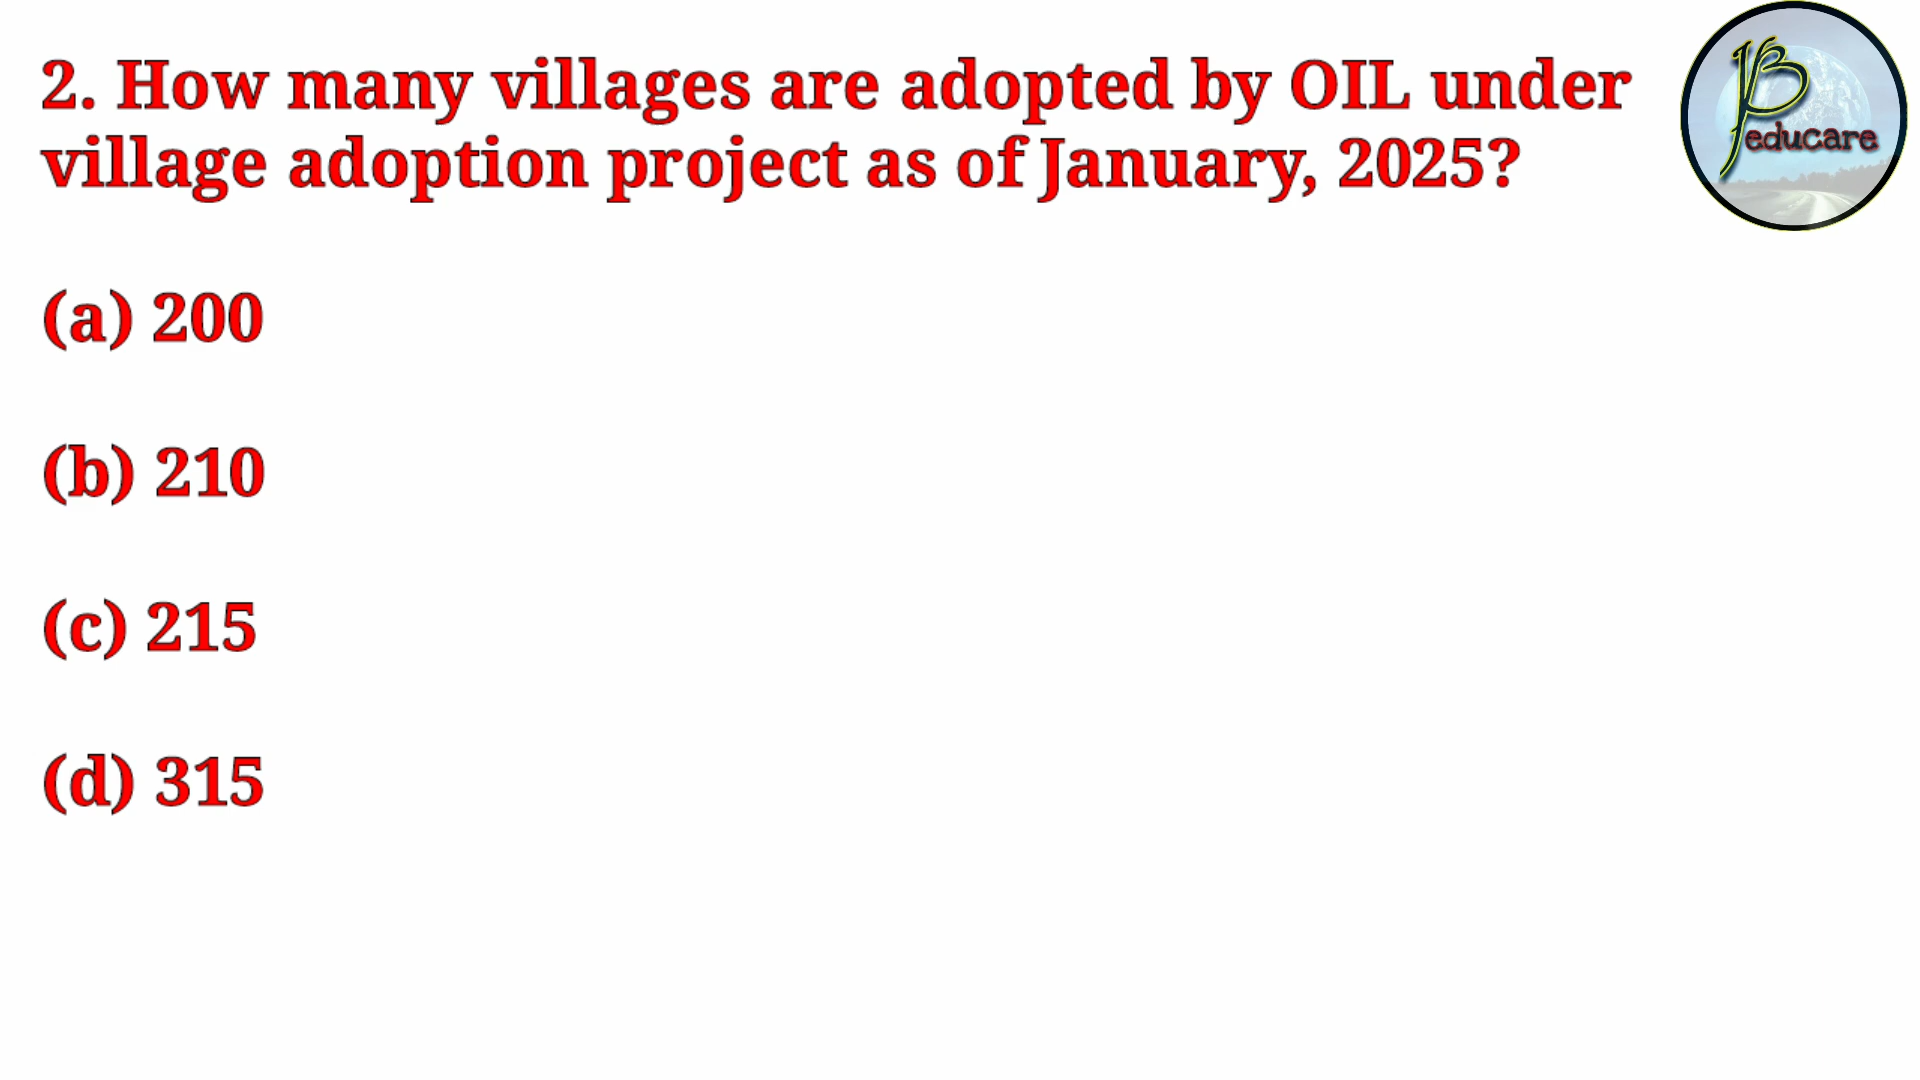 2. How many villages are adopted by OIL under
village adoption project as of January, 2025?
(a) 200
(b) 210
(c) 215
(d) 315
educare